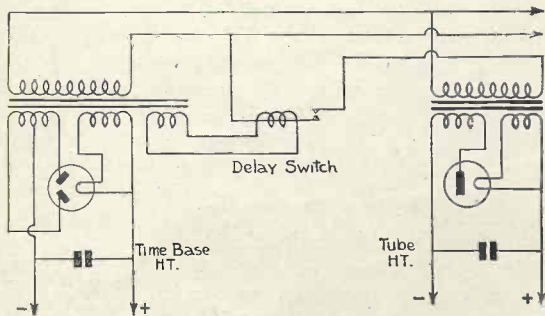 Delay Switch
Time Base
HT.
Tube
HT.
- +
- +